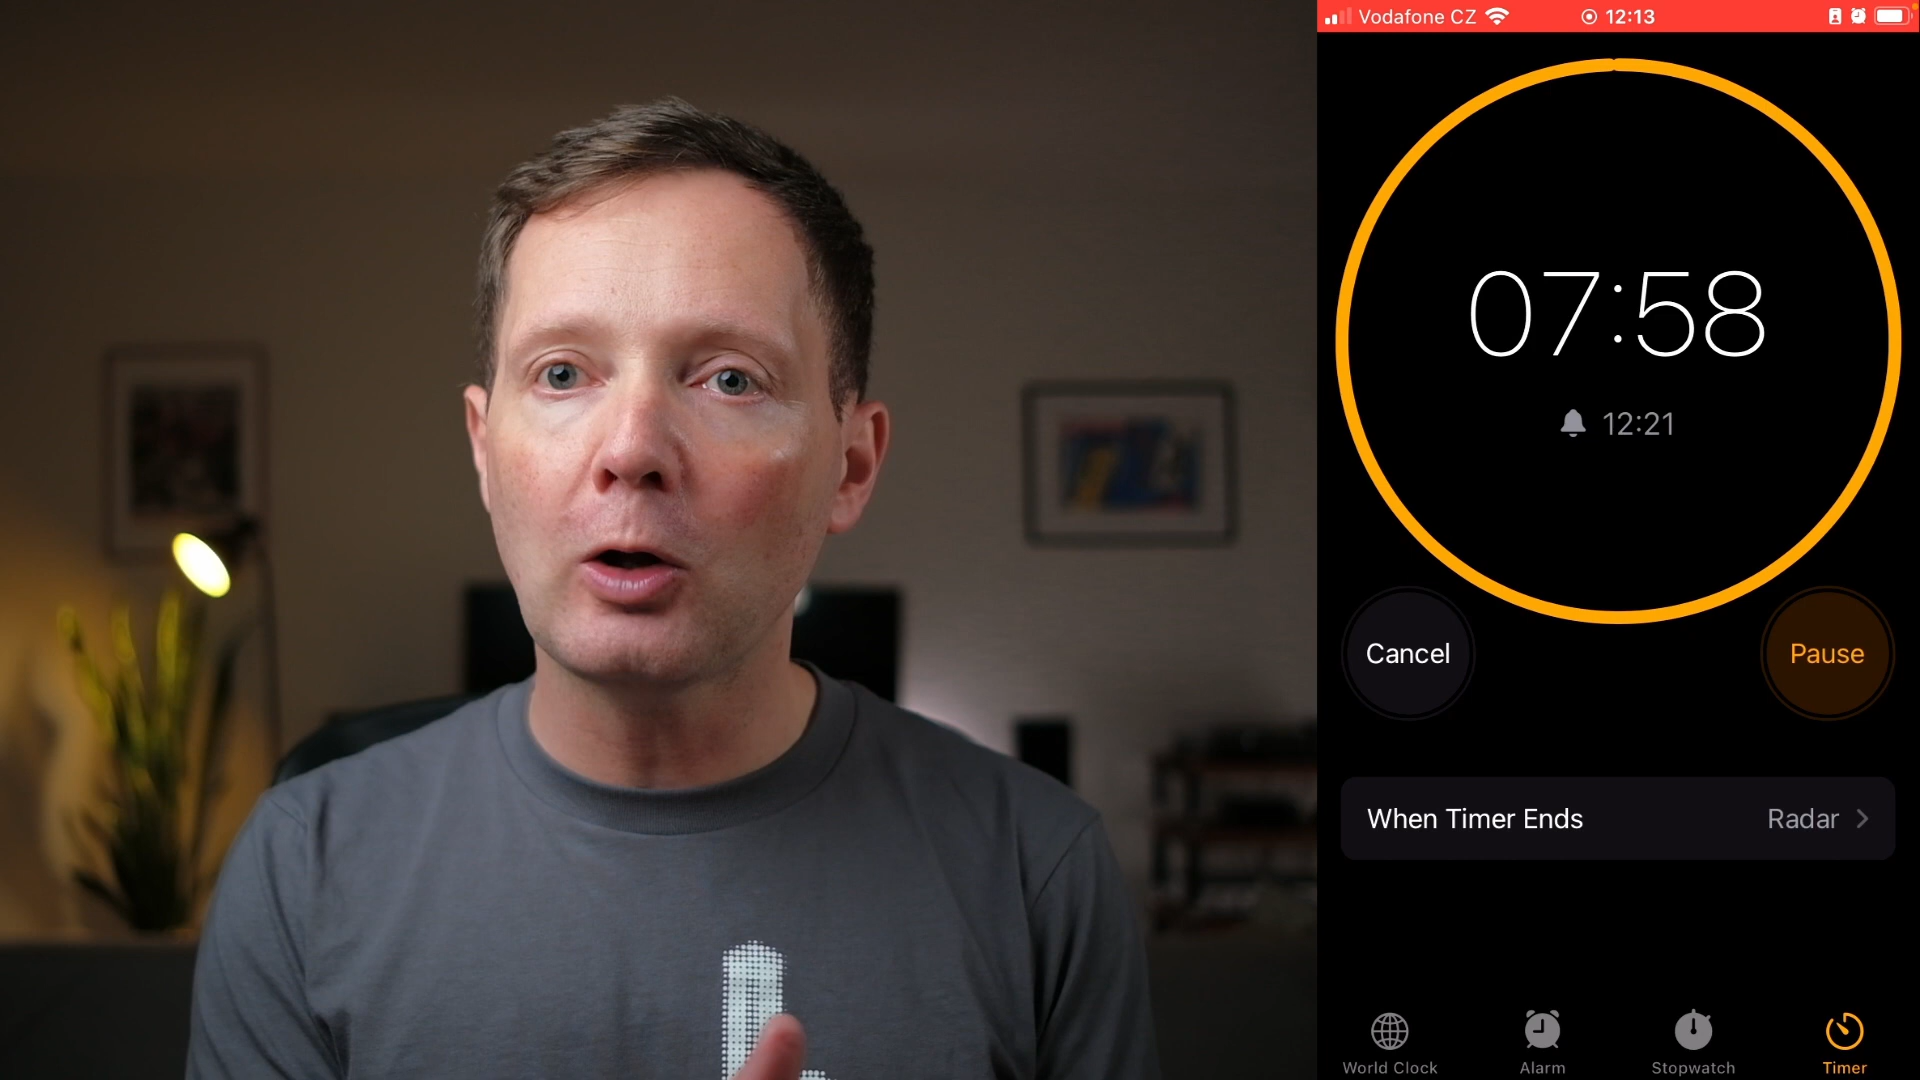 Vodafone CZ 12:13
07:58
12:21
Cancel
Pause
When Timer Ends Radar
World Clock Alarm Stopwatch Timer